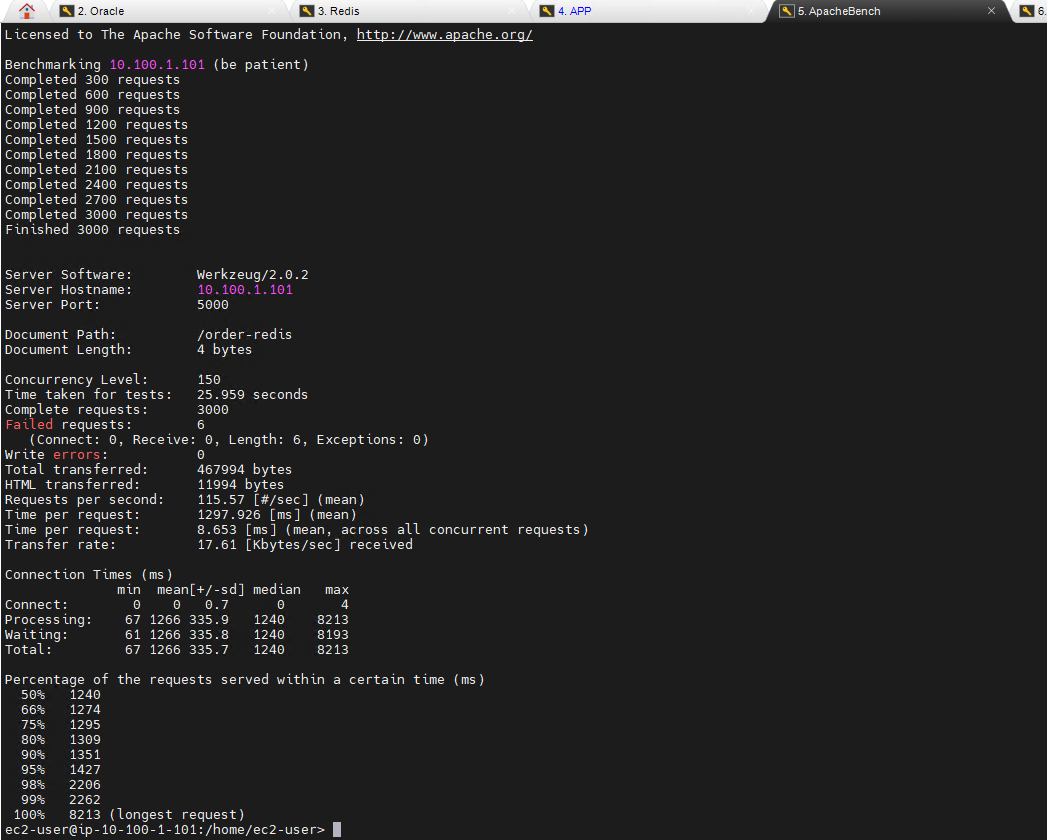 2. Oracle
3. Redis
4. APP
5. ApacheBench
6.
Licensed to The Apache Software Foundation, http://www.apache.org/
Benchmarking 10.100.1.101 (be patient)
Completed 300 requests
Completed 600 requests
Completed 900 requests
Completed 1200 requests
Completed 1500 requests
Completed 1800 requests
Completed 2100 requests
Completed 2400 requests
Completed 2700 requests
Completed 3000 requests
Finished 3000 requests
Server Software: Werkzeug/2.0.2
Server Hostname: 10.100.1.101
Server Port: 5000
Document Path: /order-redis
Document Length: 4 bytes
Concurrency Level: 150
Time taken for tests: 25.959 seconds
Complete requests: 3000
Failed requests: 6
(Connect: 0, Receive: 0, Length: 6, Exceptions: 0)
Write errors: 0
Total transferred: 467994 bytes
HTML transferred: 11994 bytes
Requests per second: 115.57 [#/sec] (mean)
Time per request: 1297.926 [ms] (mean)
Time per request: 8.653 [ms] (mean, across all concurrent requests)
Transfer rate: 17.61 [Kbytes/sec] received
Connection Times (ms)
min mean[+/-sd] median max
Connect: 0 0 0.7 0 4
Processing: 67 1266 335.9 1240 8213
Waiting: 61 1266 335.8 1240 8193
Total: 67 1266 335.7 1240 8213
Percentage of the requests served within a certain time (ms)
50% 1240
66% 1274
75% 1295
80% 1309
90% 1351
95% 1427
98% 2206
99% 2262
100% 8213 (longest request)
ec2-user@ip-10-100-1-101:/home/ec2-user>